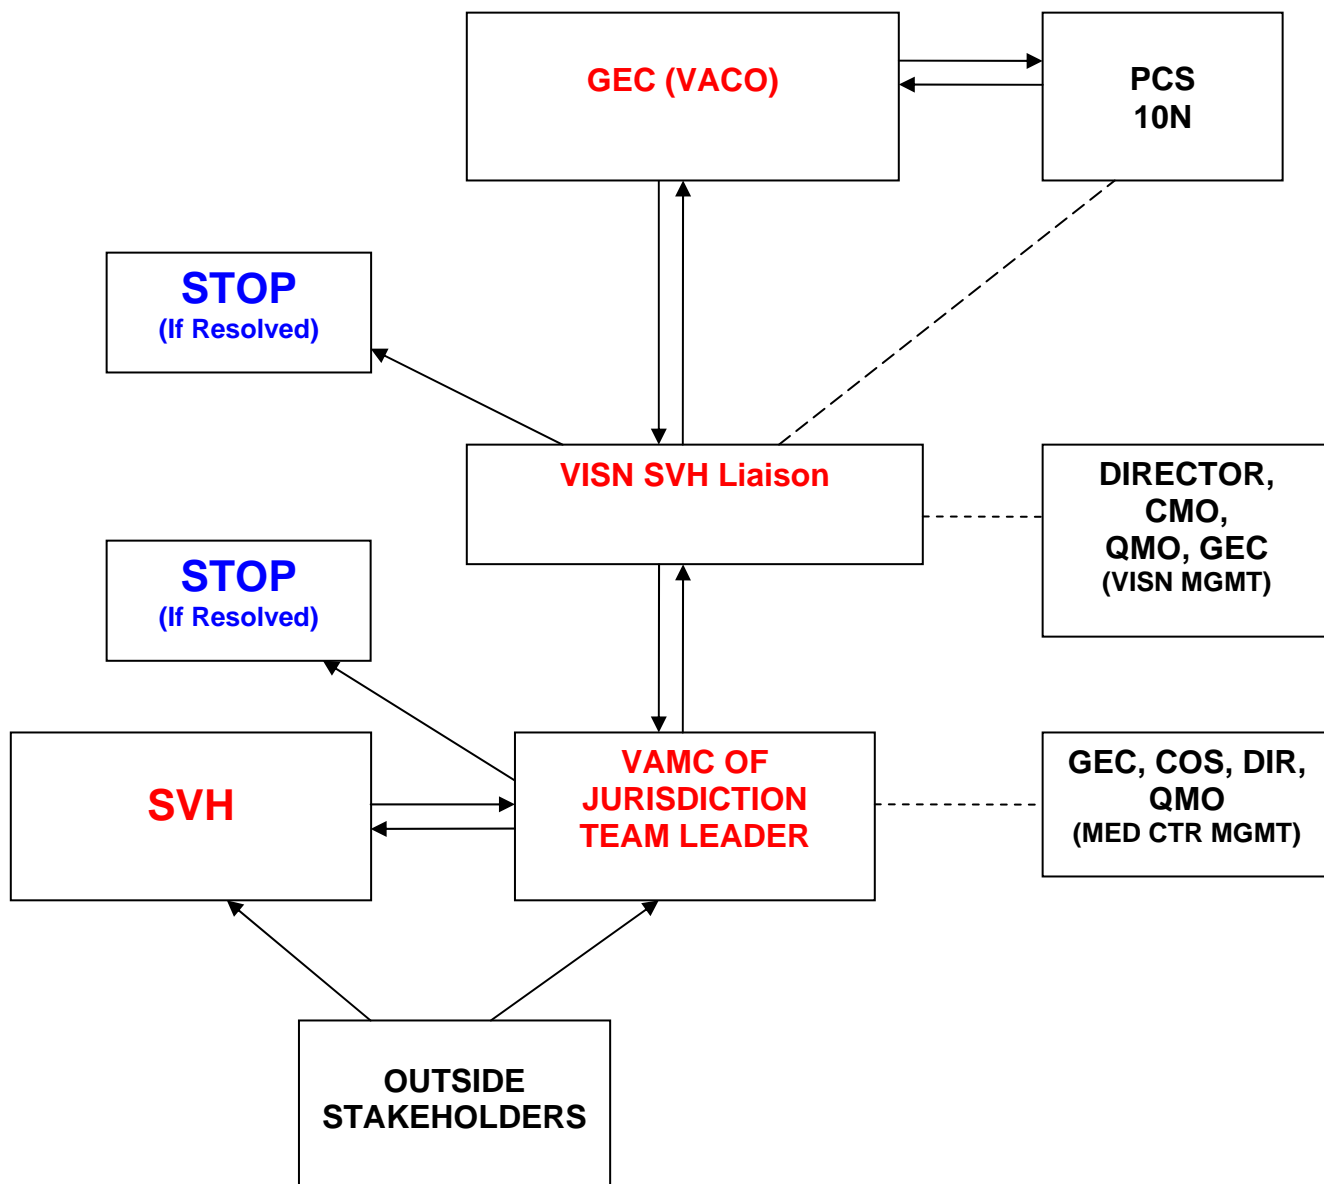 GEC (VACO)
PCS
10N
STOP
(If Resolved)
VISN SVH Liaison
DIRECTOR,
CMO,
QMO, GEC
(VISN MGMT)
STOP
(If Resolved)
SVH
VAMC OF
JURISDICTION
TEAM LEADER
GEC, COS, DIR,
QMO
(MED CTR MGMT)
OUTSIDE
STAKEHOLDERS